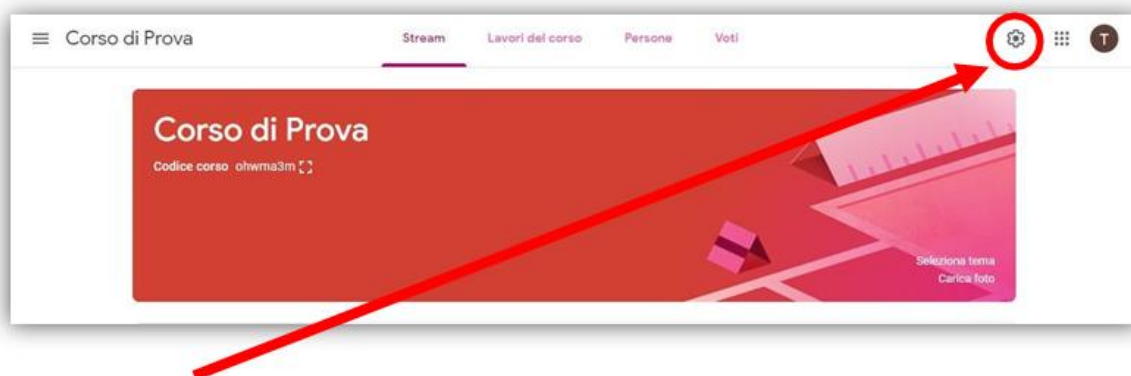 Corso di Prova
Stream Lavori del corso Persone Voti
T
Corso di Prova
Codice corso ohwma3m
Seleziona tema
Carica foto